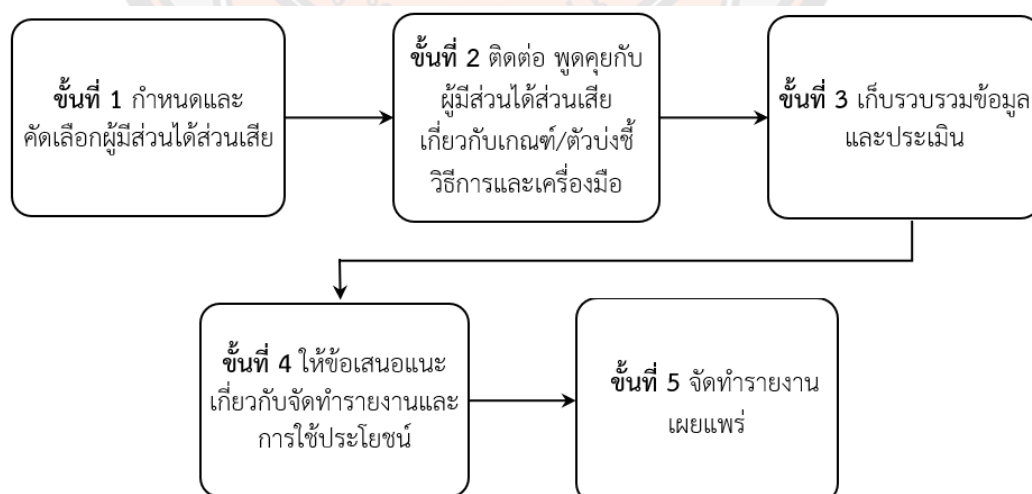 ขั้นที่ 1 กำหนดและ
คัดเลือกผู้มีส่วนได้ส่วนเสีย
ขั้นที่ 2 ติดต่อ พูดคุยกับ
ผู้มีส่วนได้ส่วนเสีย
เกี่ยวกับเกณฑ์/ตัวบ่งชี้
วิธีการและเครื่องมือ
ขั้นที่ 3 เก็บรวบรวมข้อมูล
และประเมิน
ขั้นที่ 4 ให้ข้อเสนอแนะ
เกี่ยวกับจัดทำรายงานและ
การใช้ประโยชน์
ขั้นที่ 5 จัดทำรายงาน
เผยแพร่